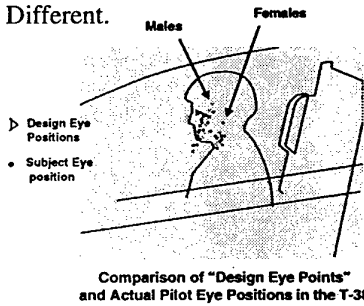 Different.
Males
Females
Design Eye
Positions
Subject Eye
position
Comparison of "Design Eye Points"
and Actual Pilot Eye Positions in the T-38